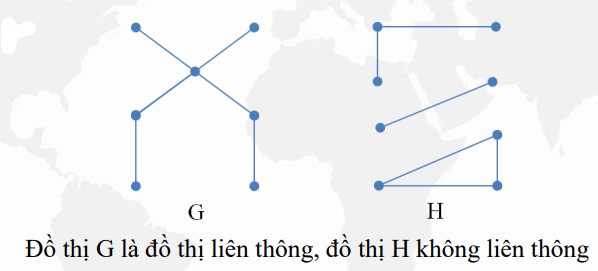 G
H
Đồ thị G là đồ thị liên thông, đồ thị H không liên thông